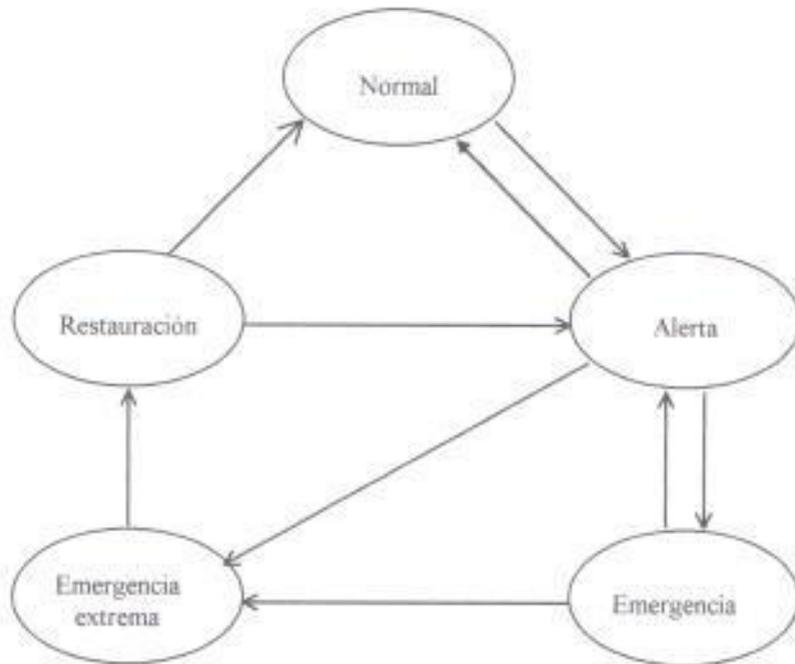 Normal
Restauración
Alerta
Emergencia
extrema
Emergencia